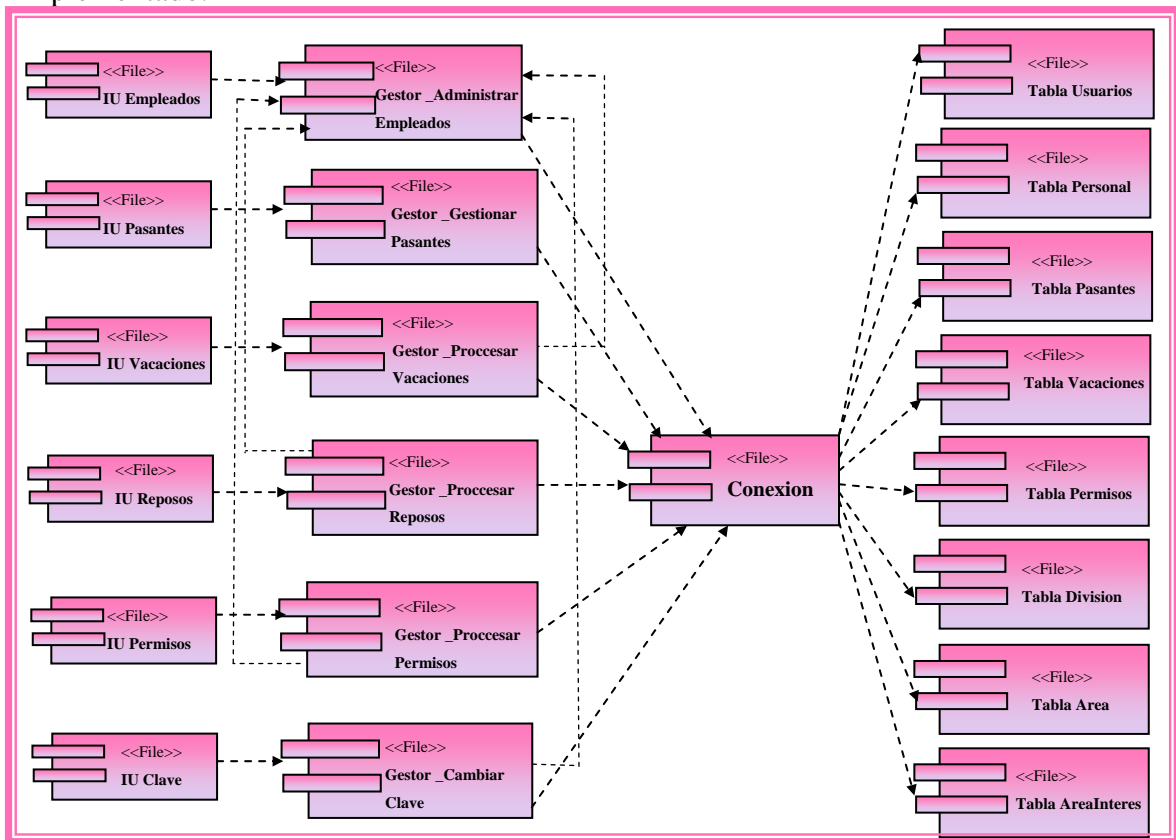 <<File>>
IU Empleados
<<File>>
IU Pasantes
<<File>>
IU Vacaciones
<<File>>
IU Reposos
<<File>>
IU Permisos
<<File>>
IU Clave
<<File>>
Gestor _Administrar
Empleados
<<File>>
Gestor _Gestionar
Pasantes
<<File>>
Gestor _Proccesar
Vacaciones
<<File>>
Gestor _Proccesar
Reposos
<<File>>
Gestor _Proccesar
Permisos
<<File>>
Gestor _Cambiar
Clave
<<File>>
Conexion
<<File>>
Tabla Usuarios
<<File>>
Tabla Personal
<<File>>
Tabla Pasantes
<<File>>
Tabla Vacaciones
<<File>>
Tabla Permisos
<<File>>
Tabla Division
<<File>>
Tabla Area
<<File>>
Tabla AreaInteres